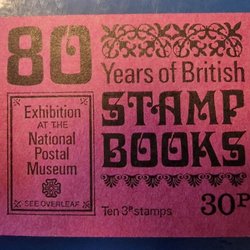 80
Years of British
STAMP
BOOKS
Exhibition
AT THE
National
Postal
Museum
SEE OVERLEAF
Ten 3P stamps
30P